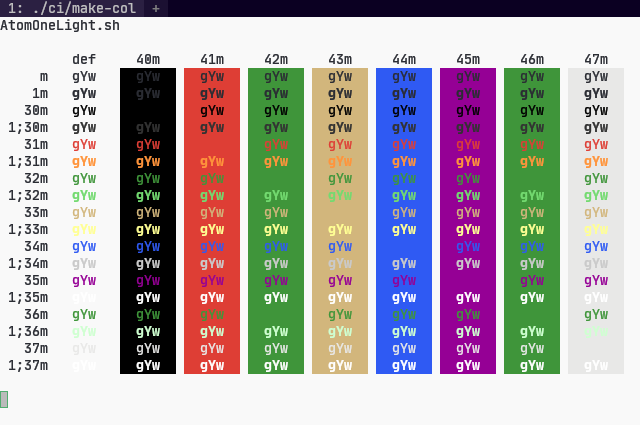 1: ./ci/make-col +
AtomOneLight.sh
def 40m 41m 42m 43m 44m 45m 46m 47m
m gYw gYw gYw gYw gYw gYw gYw gYw gYw
1m gYw gYw gYw gYw gYw gYw gYw gYw gYw
30m gYw gYw gYw gYw gYw gYw gYw gYw
1;30m gYw gYw gYw gYw gYw gYw gYw gYw gYw
31m gYw gYw gYw gYw gYw gYw gYw gYw
1;31m gYw gYw gYw gYw gYw gYw gYw gYw gYw
32m gYw gYw gYw gYw gYw gYw gYw
1;32m gYw gYw gYw gYw gYw gYw gYw gYw gYw
33m gYw gYw gYw gYw gYw gYw gYw gYw
1;33m gYw gYw gYw gYw gYw gYw gYw gYw gYw
34m gYw gYw gYw gYw gYw gYw gYw gYw
1;34m gYw gYw gYw gYw gYw gYw gYw gYw gYw
35m gYw gYw gYw gYw gYw gYw gYw gYw
1;35m gYw gYw gYw gYw gYw gYw gYw gYw gYw
36m gYw gYw gYw gYw gYw gYw gYw
1;36m gYw gYw gYw gYw gYw gYw gYw gYw gYw
37m gYw gYw gYw gYw gYw gYw gYw gYw
1;37m gYw gYw gYw gYw gYw gYw gYw gYw gYw